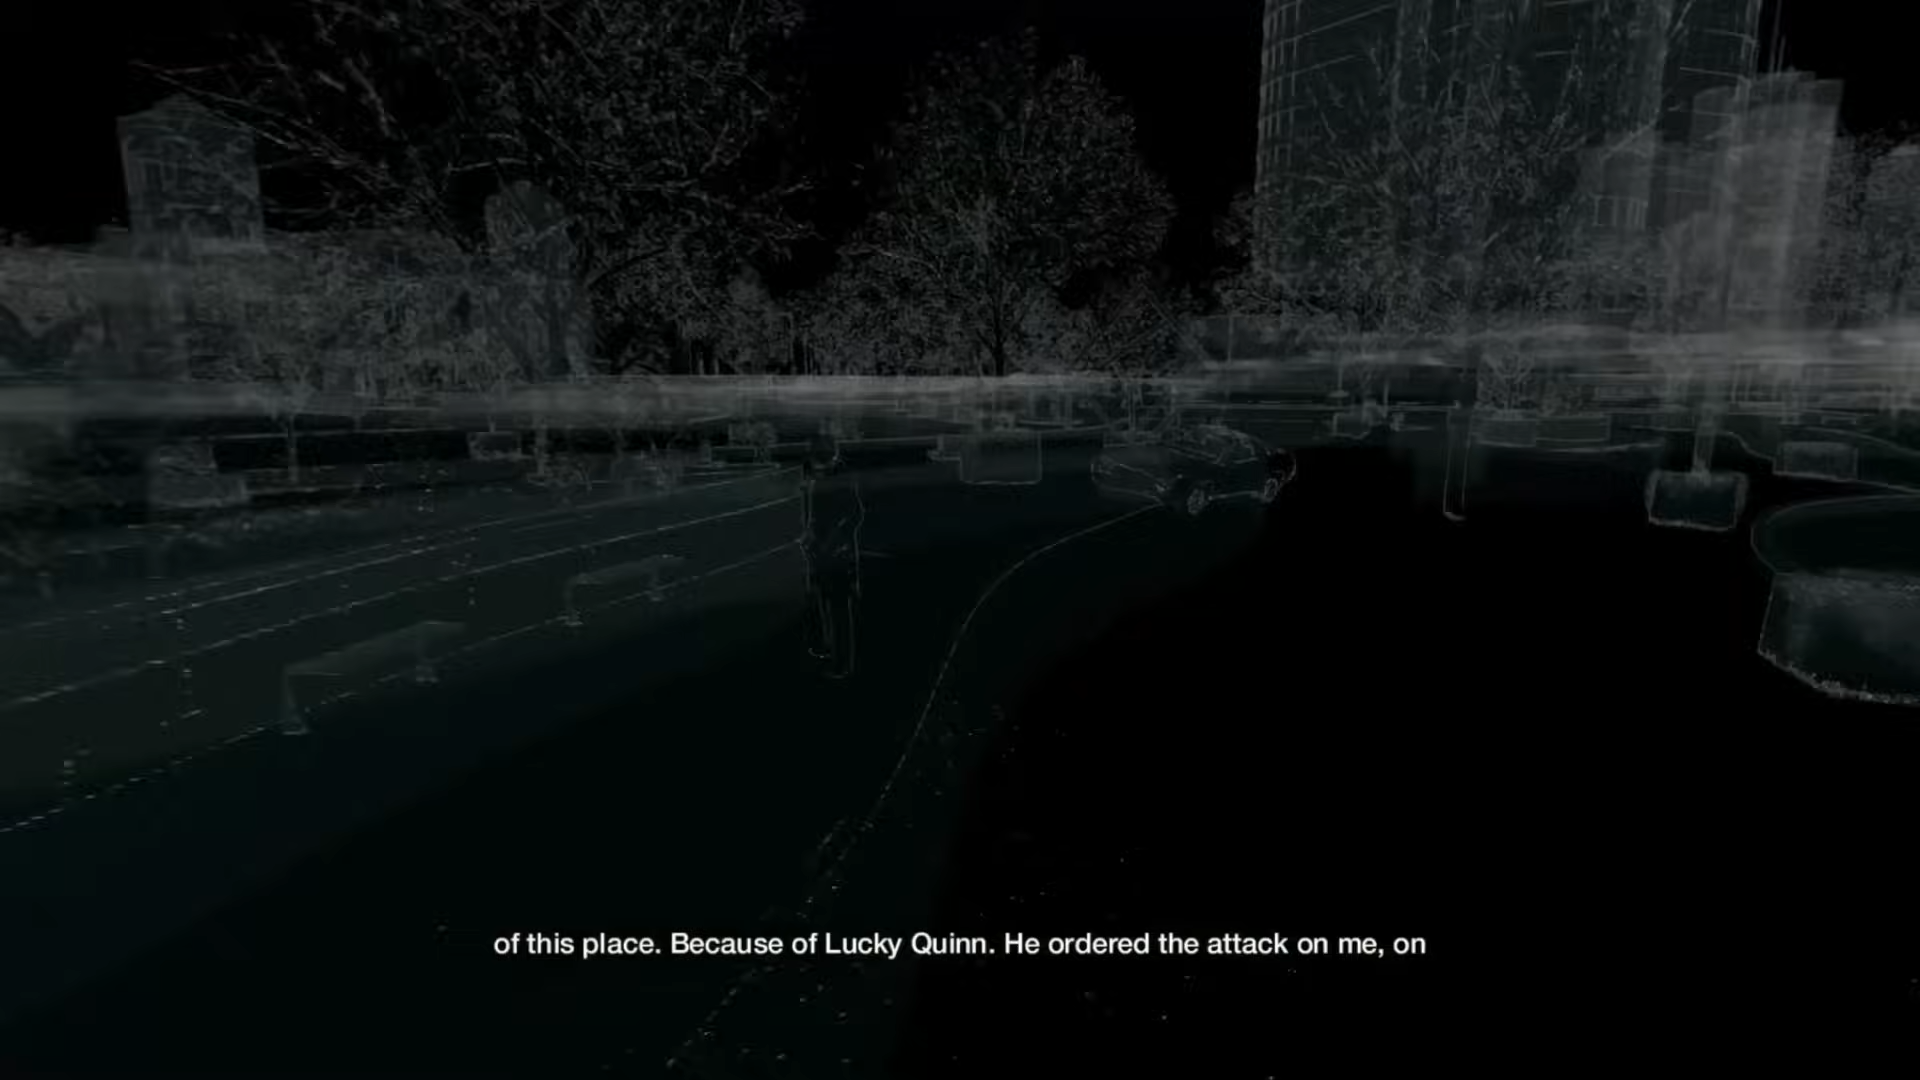 of this place. Because of Lucky Quinn. He ordered the attack on me, on